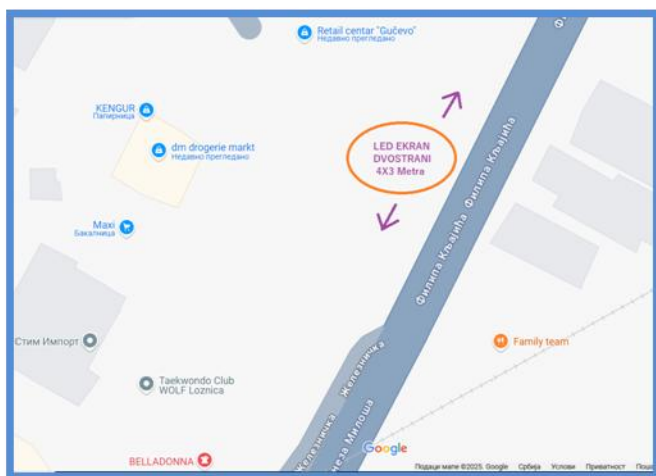 Retail centar "Gučevo"
Недавно прегледано
KENGUR
Папирница
dm drogerie markt
Недавно прегледано
LED EKRAN
DVOSTRANI
4X3 Metra
Филипа Кљајића
Филипа Кљајића
Maxi
Бакалница
Стим Импорт
Family team
Taekwondo Club
WOLF Loznica
Железничка
Железничка
неза Милоша
BELLADONNA
Google
Подаци мапе ©2025. Google Србија Услови Приватност